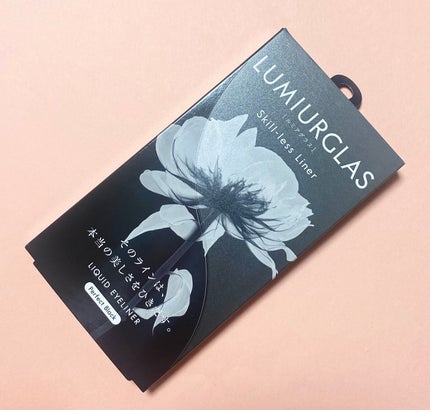 LUMIURGLAS
[ルミアグラス]
Skill-less Liner
そのラインは、
本当の美しさをひきだす。
LIQUID EYELINER
Perfect Black